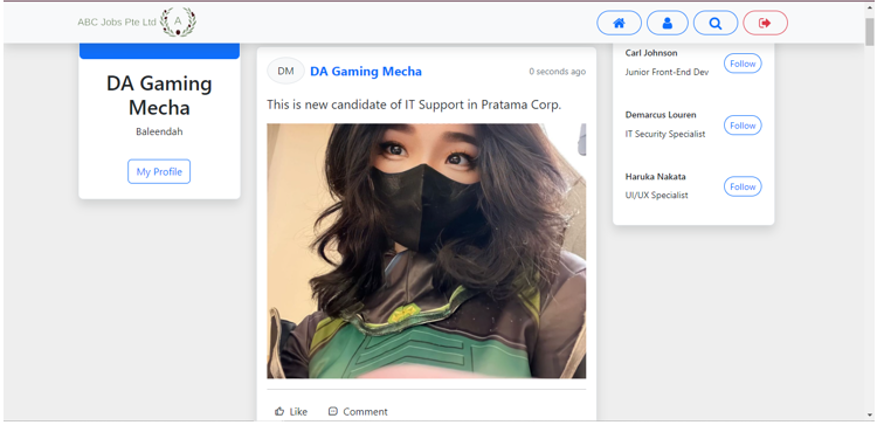 ABC Jobs Pte Ltd
A
DA Gaming
Mecha
Baleendah
My Profile
DM
DA Gaming Mecha
0 seconds ago
This is new candidate of IT Support in Pratama Corp.
Like
Comment
Carl Johnson
Junior Front-End Dev
Follow
Demarcus Louren
IT Security Specialist
Follow
Haruka Nakata
UI/UX Specialist
Follow